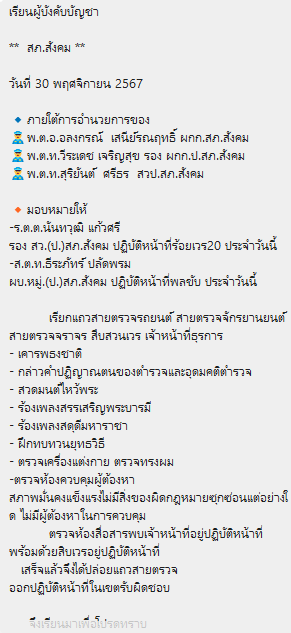 เรียนผู้บังคับบัญชา
** สภ.สังคม **
วันที่ 30 พฤศจิกายน 2567
🔹ภายใต้การอำนวยการของ
👮พ.ต.อ.อลงกรณ์ เสนีย์รณฤทธิ์ ผกก.สภ.สังคม
👮พ.ต.ท.วีระเดช เจริญสุข รอง ผกก.ป.สภ.สังคม
👮พ.ต.ท.สุริยันต์ ศรีธร สวป.สภ.สังคม
🔸มอบหมายให้
-ร.ต.ต.นันทวุฒิ แก้วศรี
รอง สว.(ป.)สภ.สังคม ปฏิบัติหน้าที่ร้อยเวร20 ประจำวันนี้
-ส.ต.ท.ธีระภัทร์ ปลัดพรม
ผบ.หมู่.(ป.)สภ.สังคม ปฏิบัติหน้าที่พลขับ ประจำวันนี้
เรียกแถวสายตรวจรถยนต์ สายตรวจจักรยานยนต์
สายตรวจจราจร สืบสวนเวร เจ้าหน้าที่ธุรการ
- เคารพธงชาติ
- กล่าวคำปฏิญาณตนของตำรวจและอุดมคติตำรวจ
- สวดมนต์ไหว้พระ
- ร้องเพลงสรรเสริญพระบารมี
- ร้องเพลงสดุดีมหาราชา
- ฝึกทบทวนยุทธวิธี
- ตรวจเครื่องแต่งกาย ตรวจทรงผม
-ตรวจห้องควบคุมผู้ต้องหา
สภาพมั่นคงแข็งแรงไม่มีสิ่งของผิดกฎหมายซุกซ่อนแต่อย่างใ
ด ไม่มีผู้ต้องหาในการควบคุม
ตรวจห้องสื่อสารพบเจ้าหน้าที่อยู่ปฏิบัติหน้าที่
พร้อมด้วยสิบเวรอยู่ปฏิบัติหน้าที่
เสร็จแล้วจึงได้ปล่อยแถวสายตรวจ
ออกปฏิบัติหน้าที่ในเขตรับผิดชอบ
จึงเรียนมาเพื่อโปรดทราบ